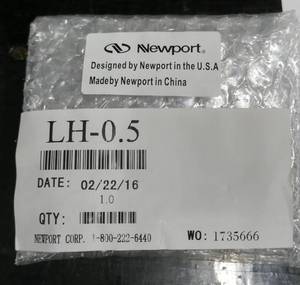 Newport.
Designed by Newport in the U.S.A
Made by Newport in China
LH-0.5
DATE: 02/22/16
1.0
QTY:
NEWPORT CORP. 1-800-222-6440 WO: 1735666